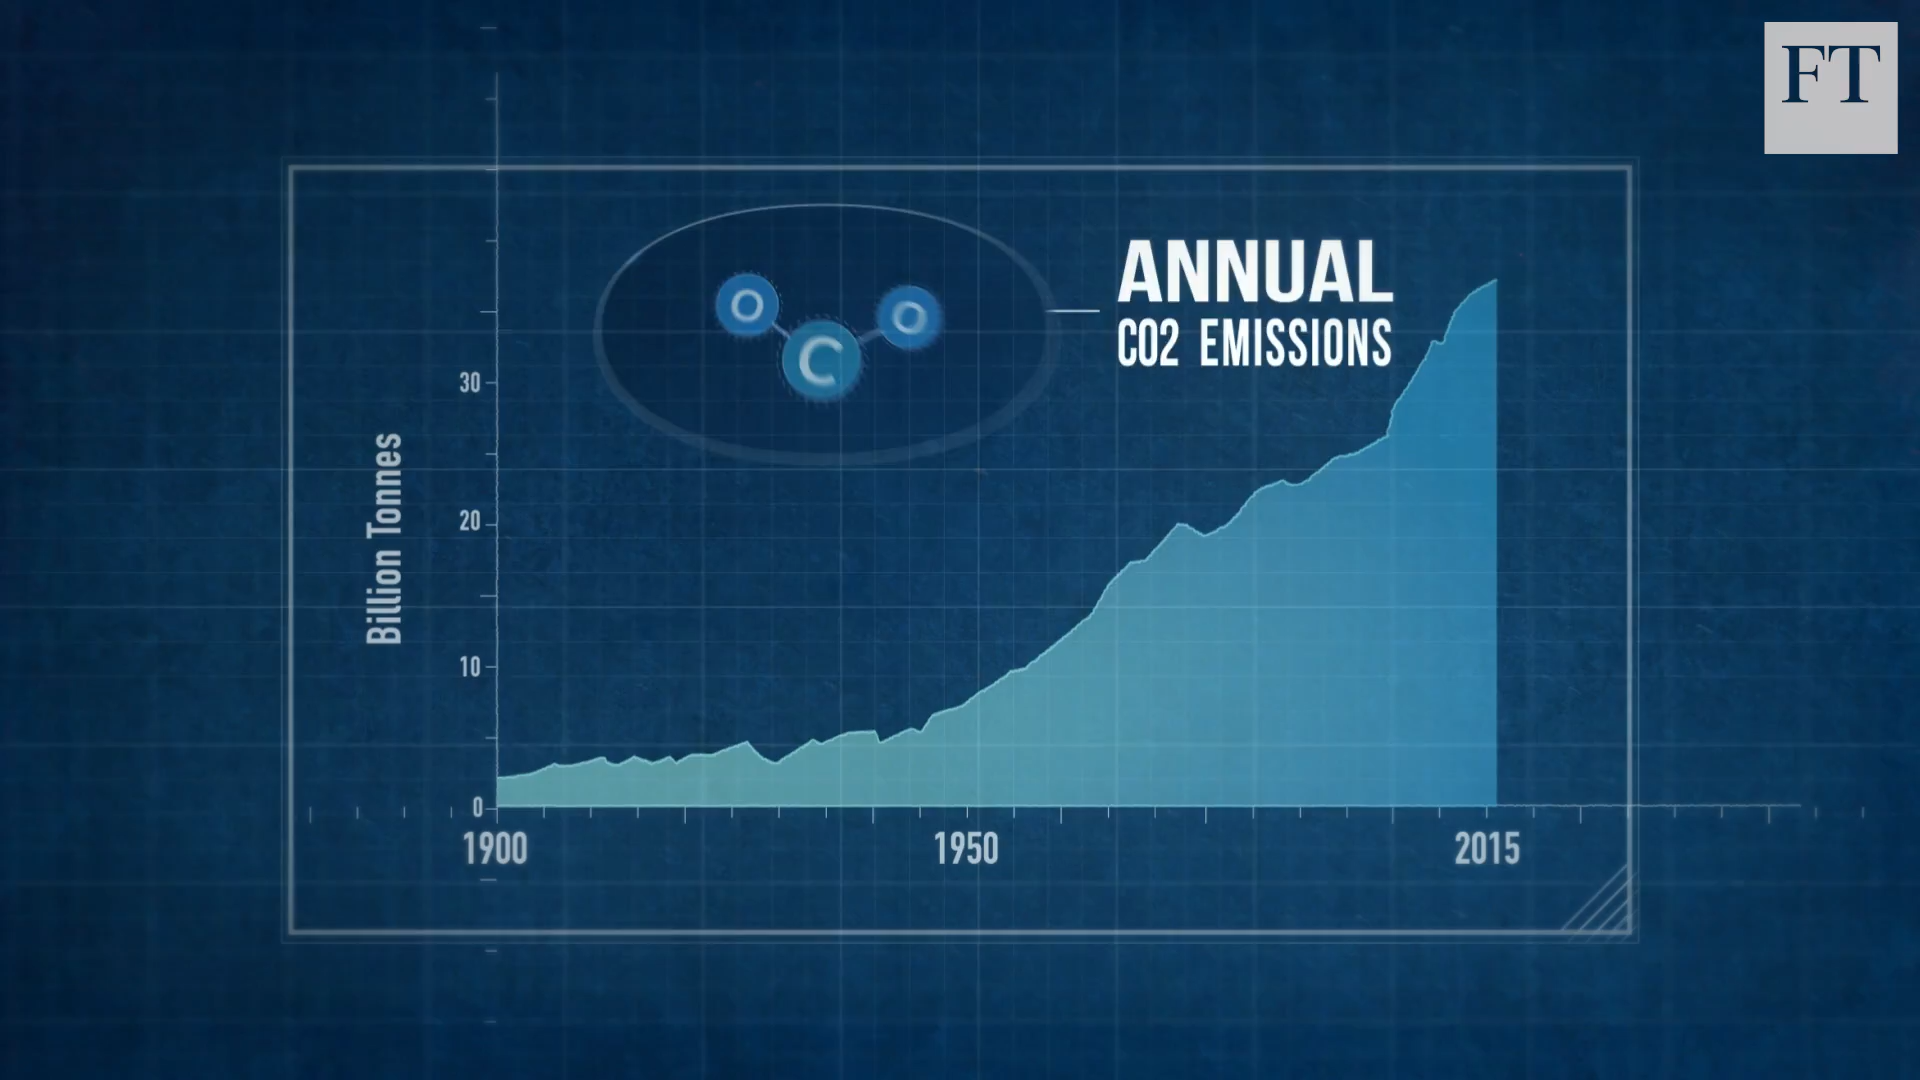 FT
ANNUAL
CO2 EMISSIONS
O
O
C
Billion Tonnes
30
20
10
0
1900
1950
2015